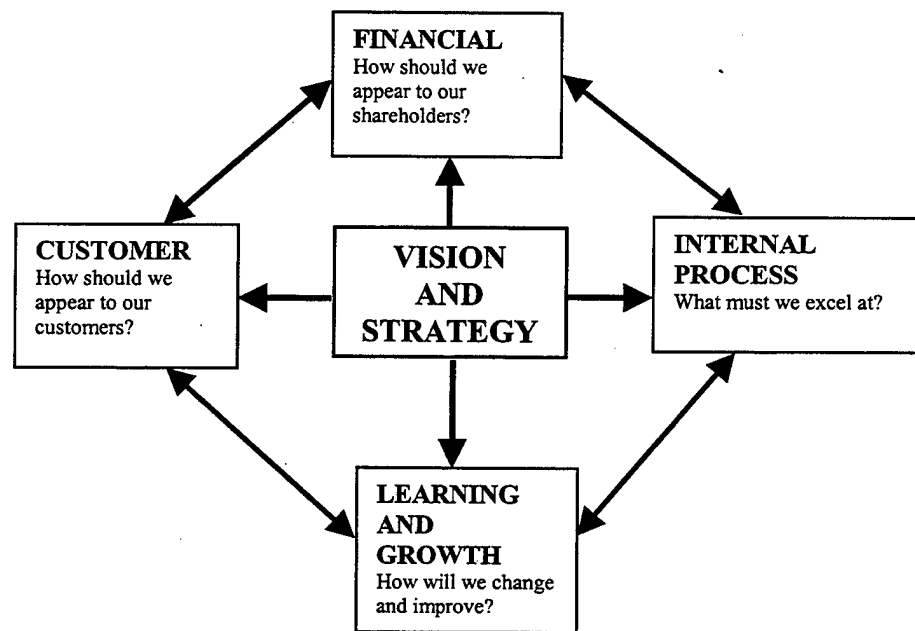 FINANCIAL
How should we
appear to our
shareholders?
CUSTOMER
How should we
appear to our
customers?
VISION
AND
STRATEGY
INTERNAL
PROCESS
What must we excel at?
LEARNING
AND
GROWTH
How will we change
and improve?